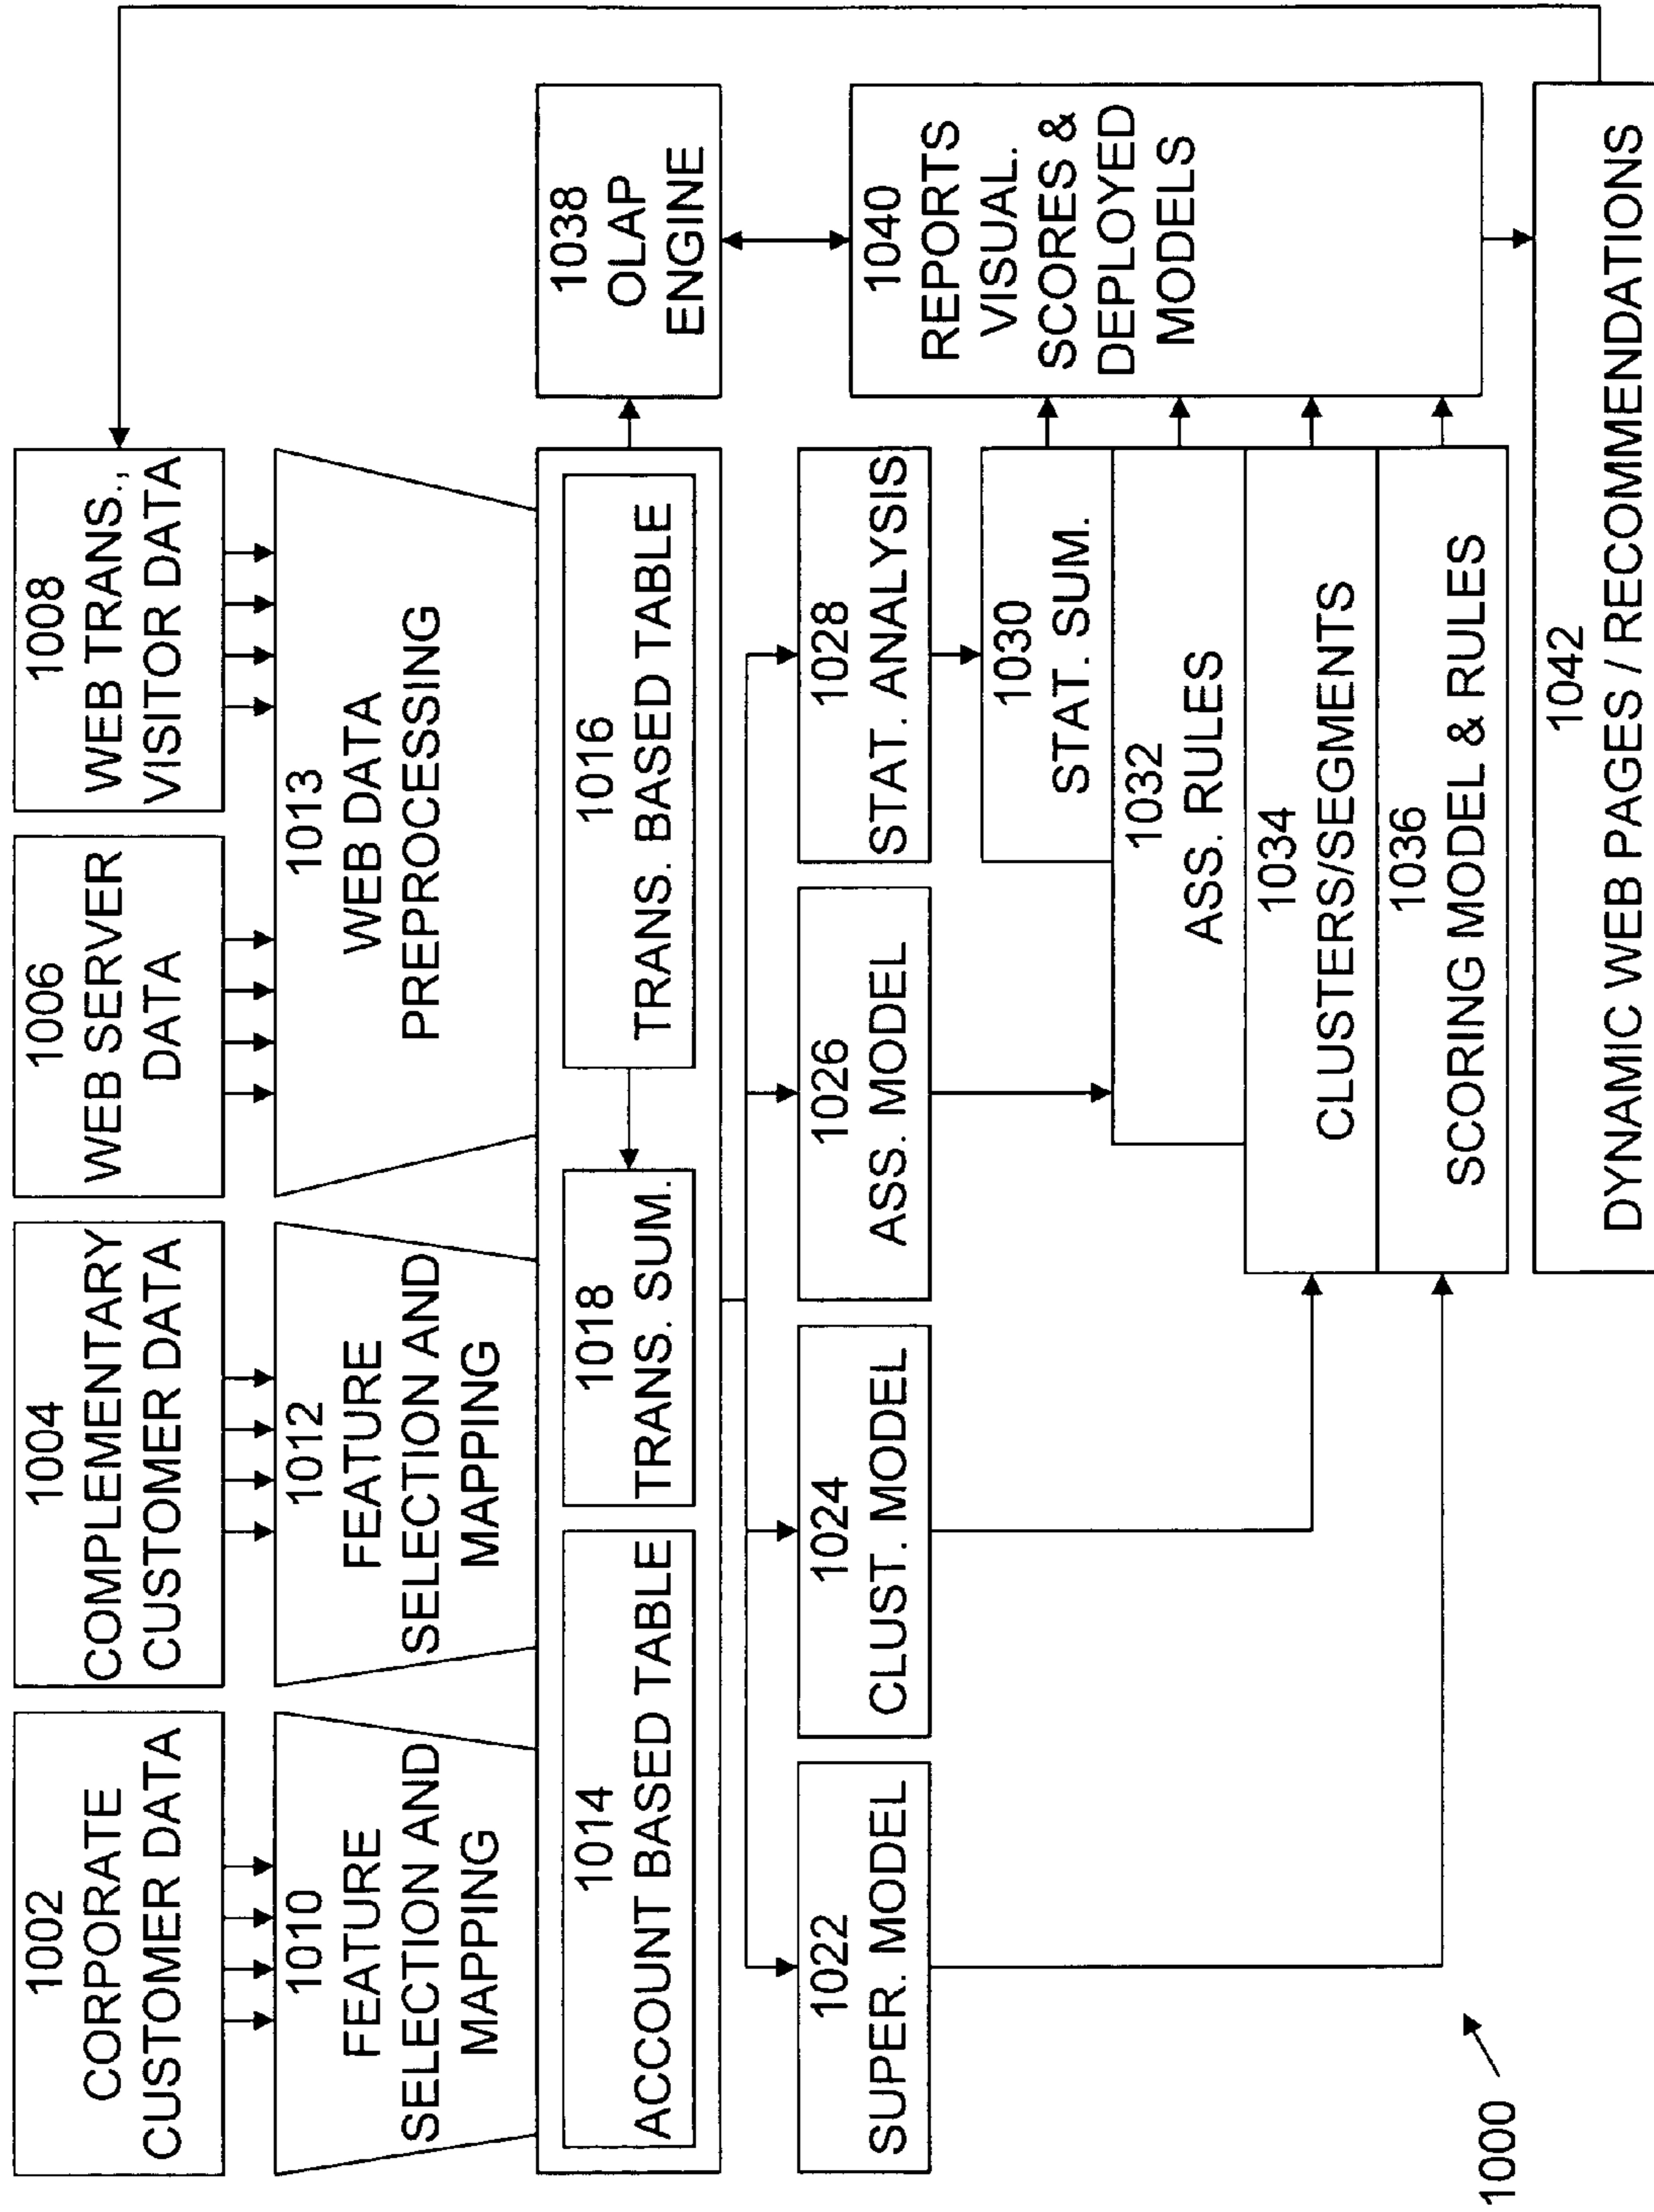 1002
CORPORATE
CUSTOMER DATA
1004
COMPLEMENTARY
CUSTOMER DATA
1006
WEB SERVER
DATA
1008
WEB TRANS.,
VISITOR DATA
1010
FEATURE
SELECTION AND
MAPPING
1012
FEATURE
SELECTION AND
MAPPING
1013
WEB DATA
PREPROCESSING
1014
ACCOUNT BASED TABLE
1018
TRANS. SUM.
1016
TRANS. BASED TABLE
1038
OLAP
ENGINE
1022
SUPER. MODEL
1024
CLUST. MODEL
1026
ASS. MODEL
1028
STAT. ANALYSIS
1030
STAT. SUM.
1032
ASS. RULES
1034
CLUSTERS/SEGMENTS
1036
SCORING MODEL & RULES
1040
REPORTS
VISUAL.
SCORES &
DEPLOYED
MODELS
1042
DYNAMIC WEB PAGES / RECOMMENDATIONS
1000